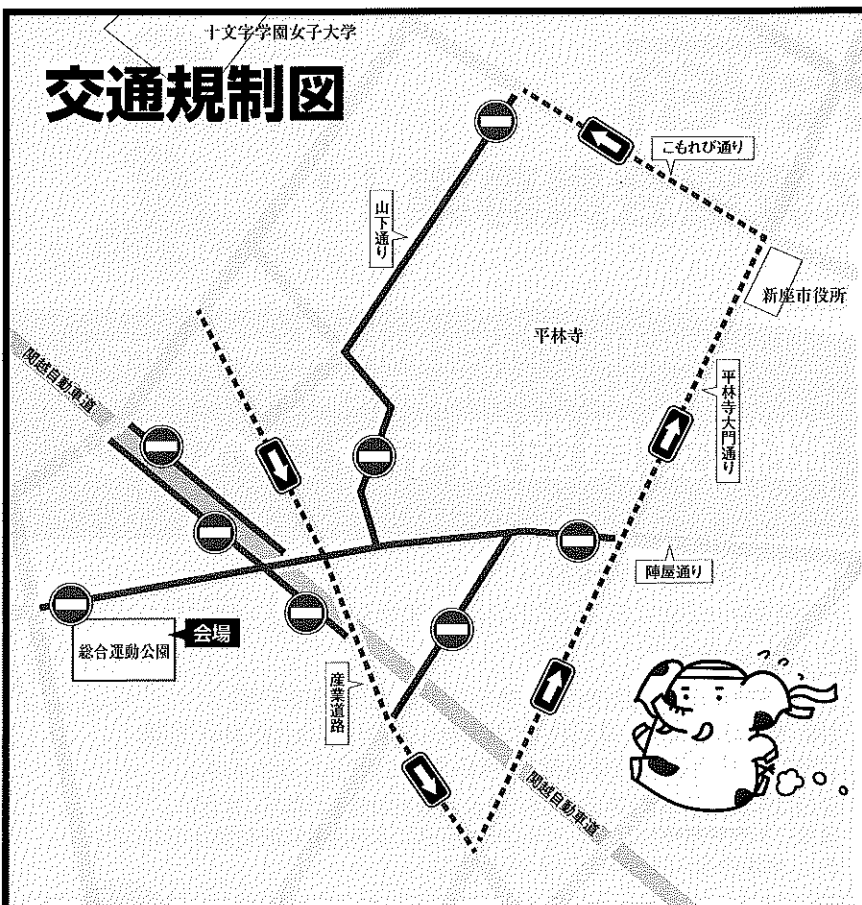 十文字学園女子大学
交通規制図
こもれび通り
山下通り
新座市役所
平林寺
関越自動車道
平林寺大門通り
陣屋通り
会場
総合運動公園
産業道路
関越自動車道